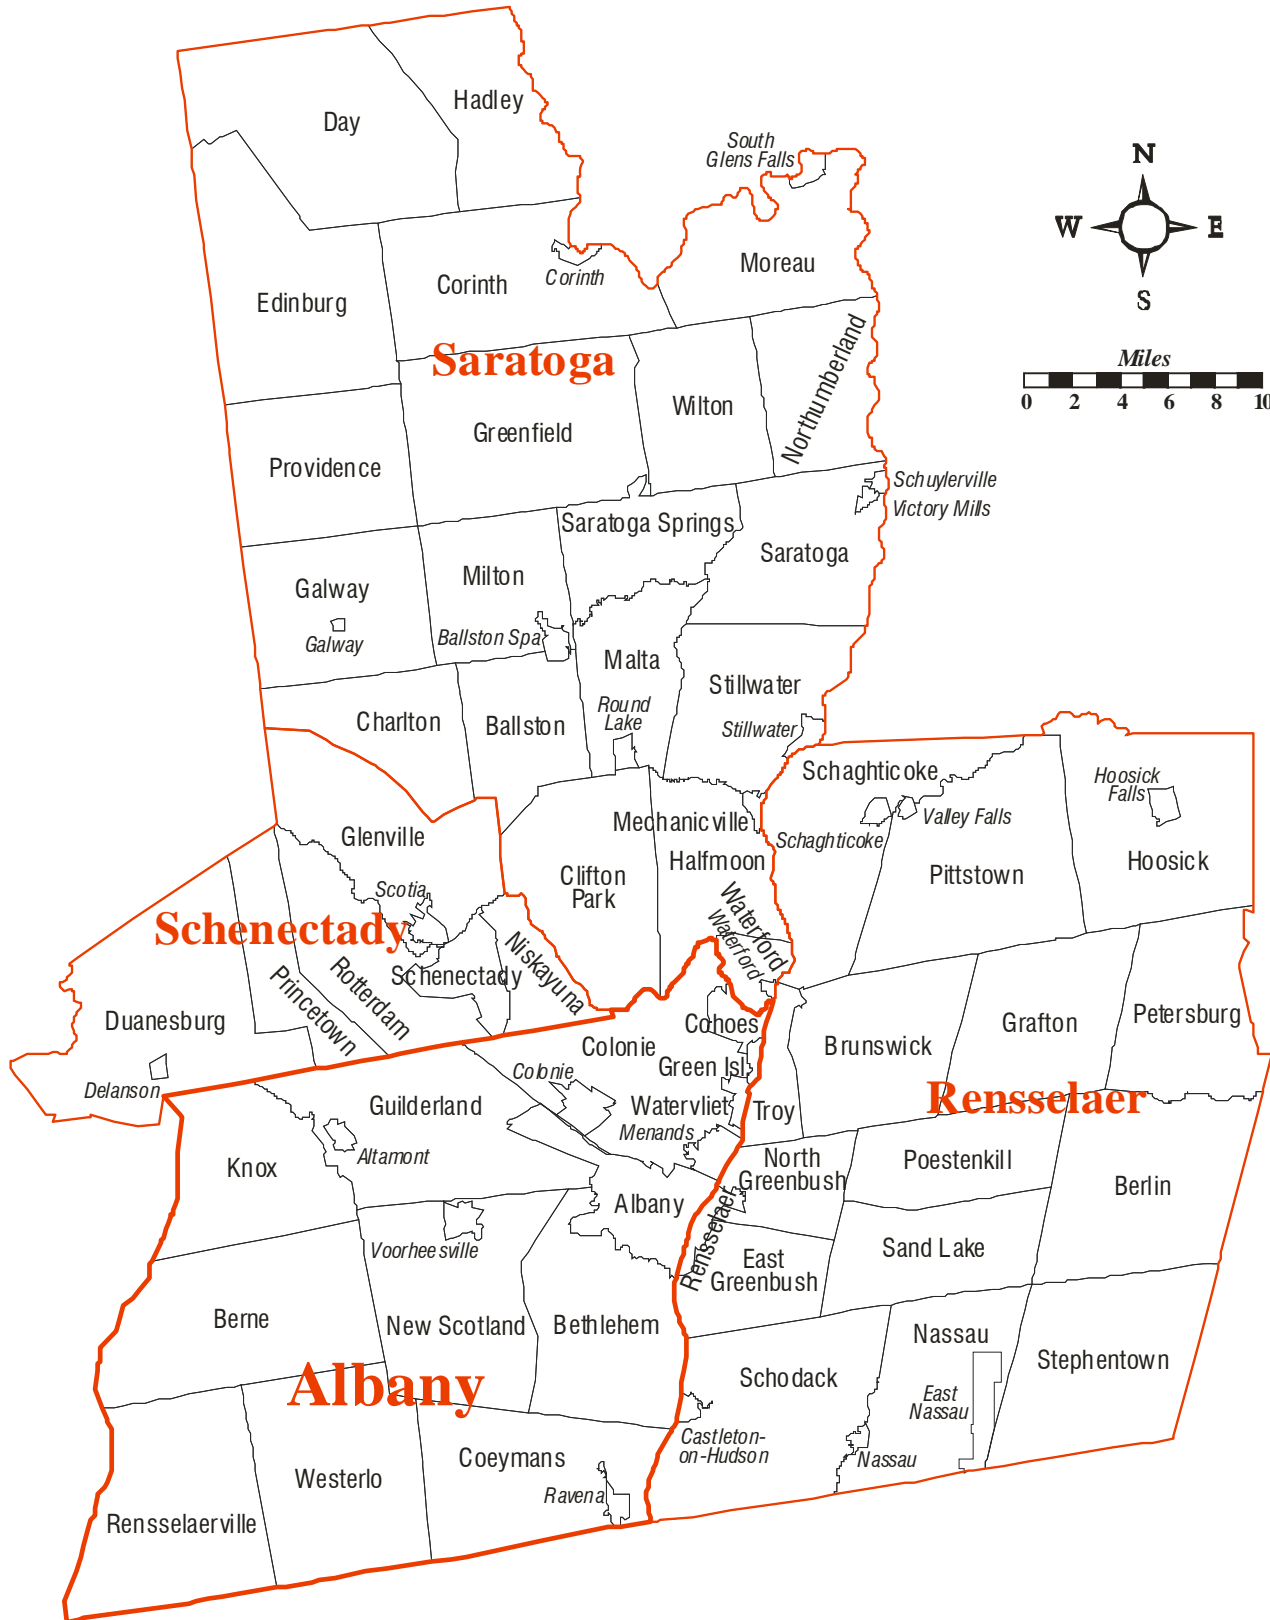 Hadley
Day
South
Glens Falls
N
W
E
S
Moreau
Corinth
Corinth
Edinburg
Saratoga
Northumberland
Miles
0 2 4 6 8 10
Wilton
Greenfield
Providence
Schuylerville
Victory Mills
Saratoga Springs
Saratoga
Milton
Galway
Galway
Ballston Spa
Malta
Stillwater
Stillwater
Round
Lake
Charlton
Ballston
Schaghticoke
Schaghticoke
Valley Falls
Hoosick
Falls
Hoosick
Pittstown
Mechanicville
Halfmoon
Glenville
Clifton
Park
Scotia
Waterford
Waterford
Schenectady
Niskayuna
Schenectady
Rotterdam
Princetown
Duanesburg
Delanson
Cohoes
Colonie
Green Isl.
Colonie
Watervliet
Menands
Troy
Brunswick
Grafton
Petersburg
Rensselaer
Guilderland
Altamont
Knox
North
Greenbush
Poestenkill
Berlin
Albany
Rensselaer
Voorheesville
Sand Lake
East
Greenbush
Berne
New Scotland
Bethlehem
Nassau
Stephentown
Albany
Schodack
East
Nassau
Castleton-
on-Hudson
Nassau
Coeymans
Westerlo
Ravena
Rensselaerville